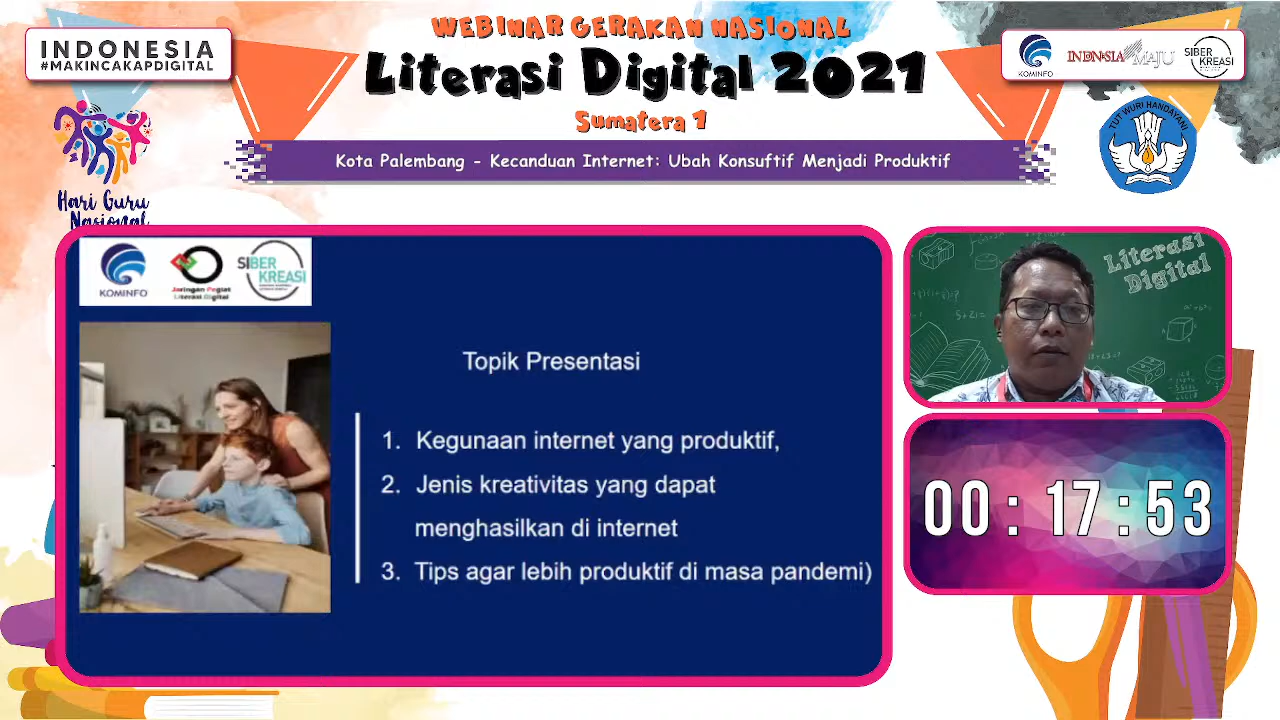 INDONESIA
#MAKINCAKAPDIGITAL
WEBINAR GERAKAN NASIONAL
Literasi Digital 2021
Sumatera 1
Kota Palembang - Kecanduan Internet: Ubah Konsuftif Menjadi Produktif
KOMINFO
INDONESIA MAJU
SIBER
KREASI
TUT WURI HANDAYANI
Hari Guru
Nasional
KOMINFO
Jaringan Pegiat
Literasi Digital
SIBER
KREASI
Topik Presentasi
1. Kegunaan internet yang produktif,
2. Jenis kreativitas yang dapat
menghasilkan di internet
3. Tips agar lebih produktif di masa pandemi)
Literasi
Digital
00 : 17 : 53